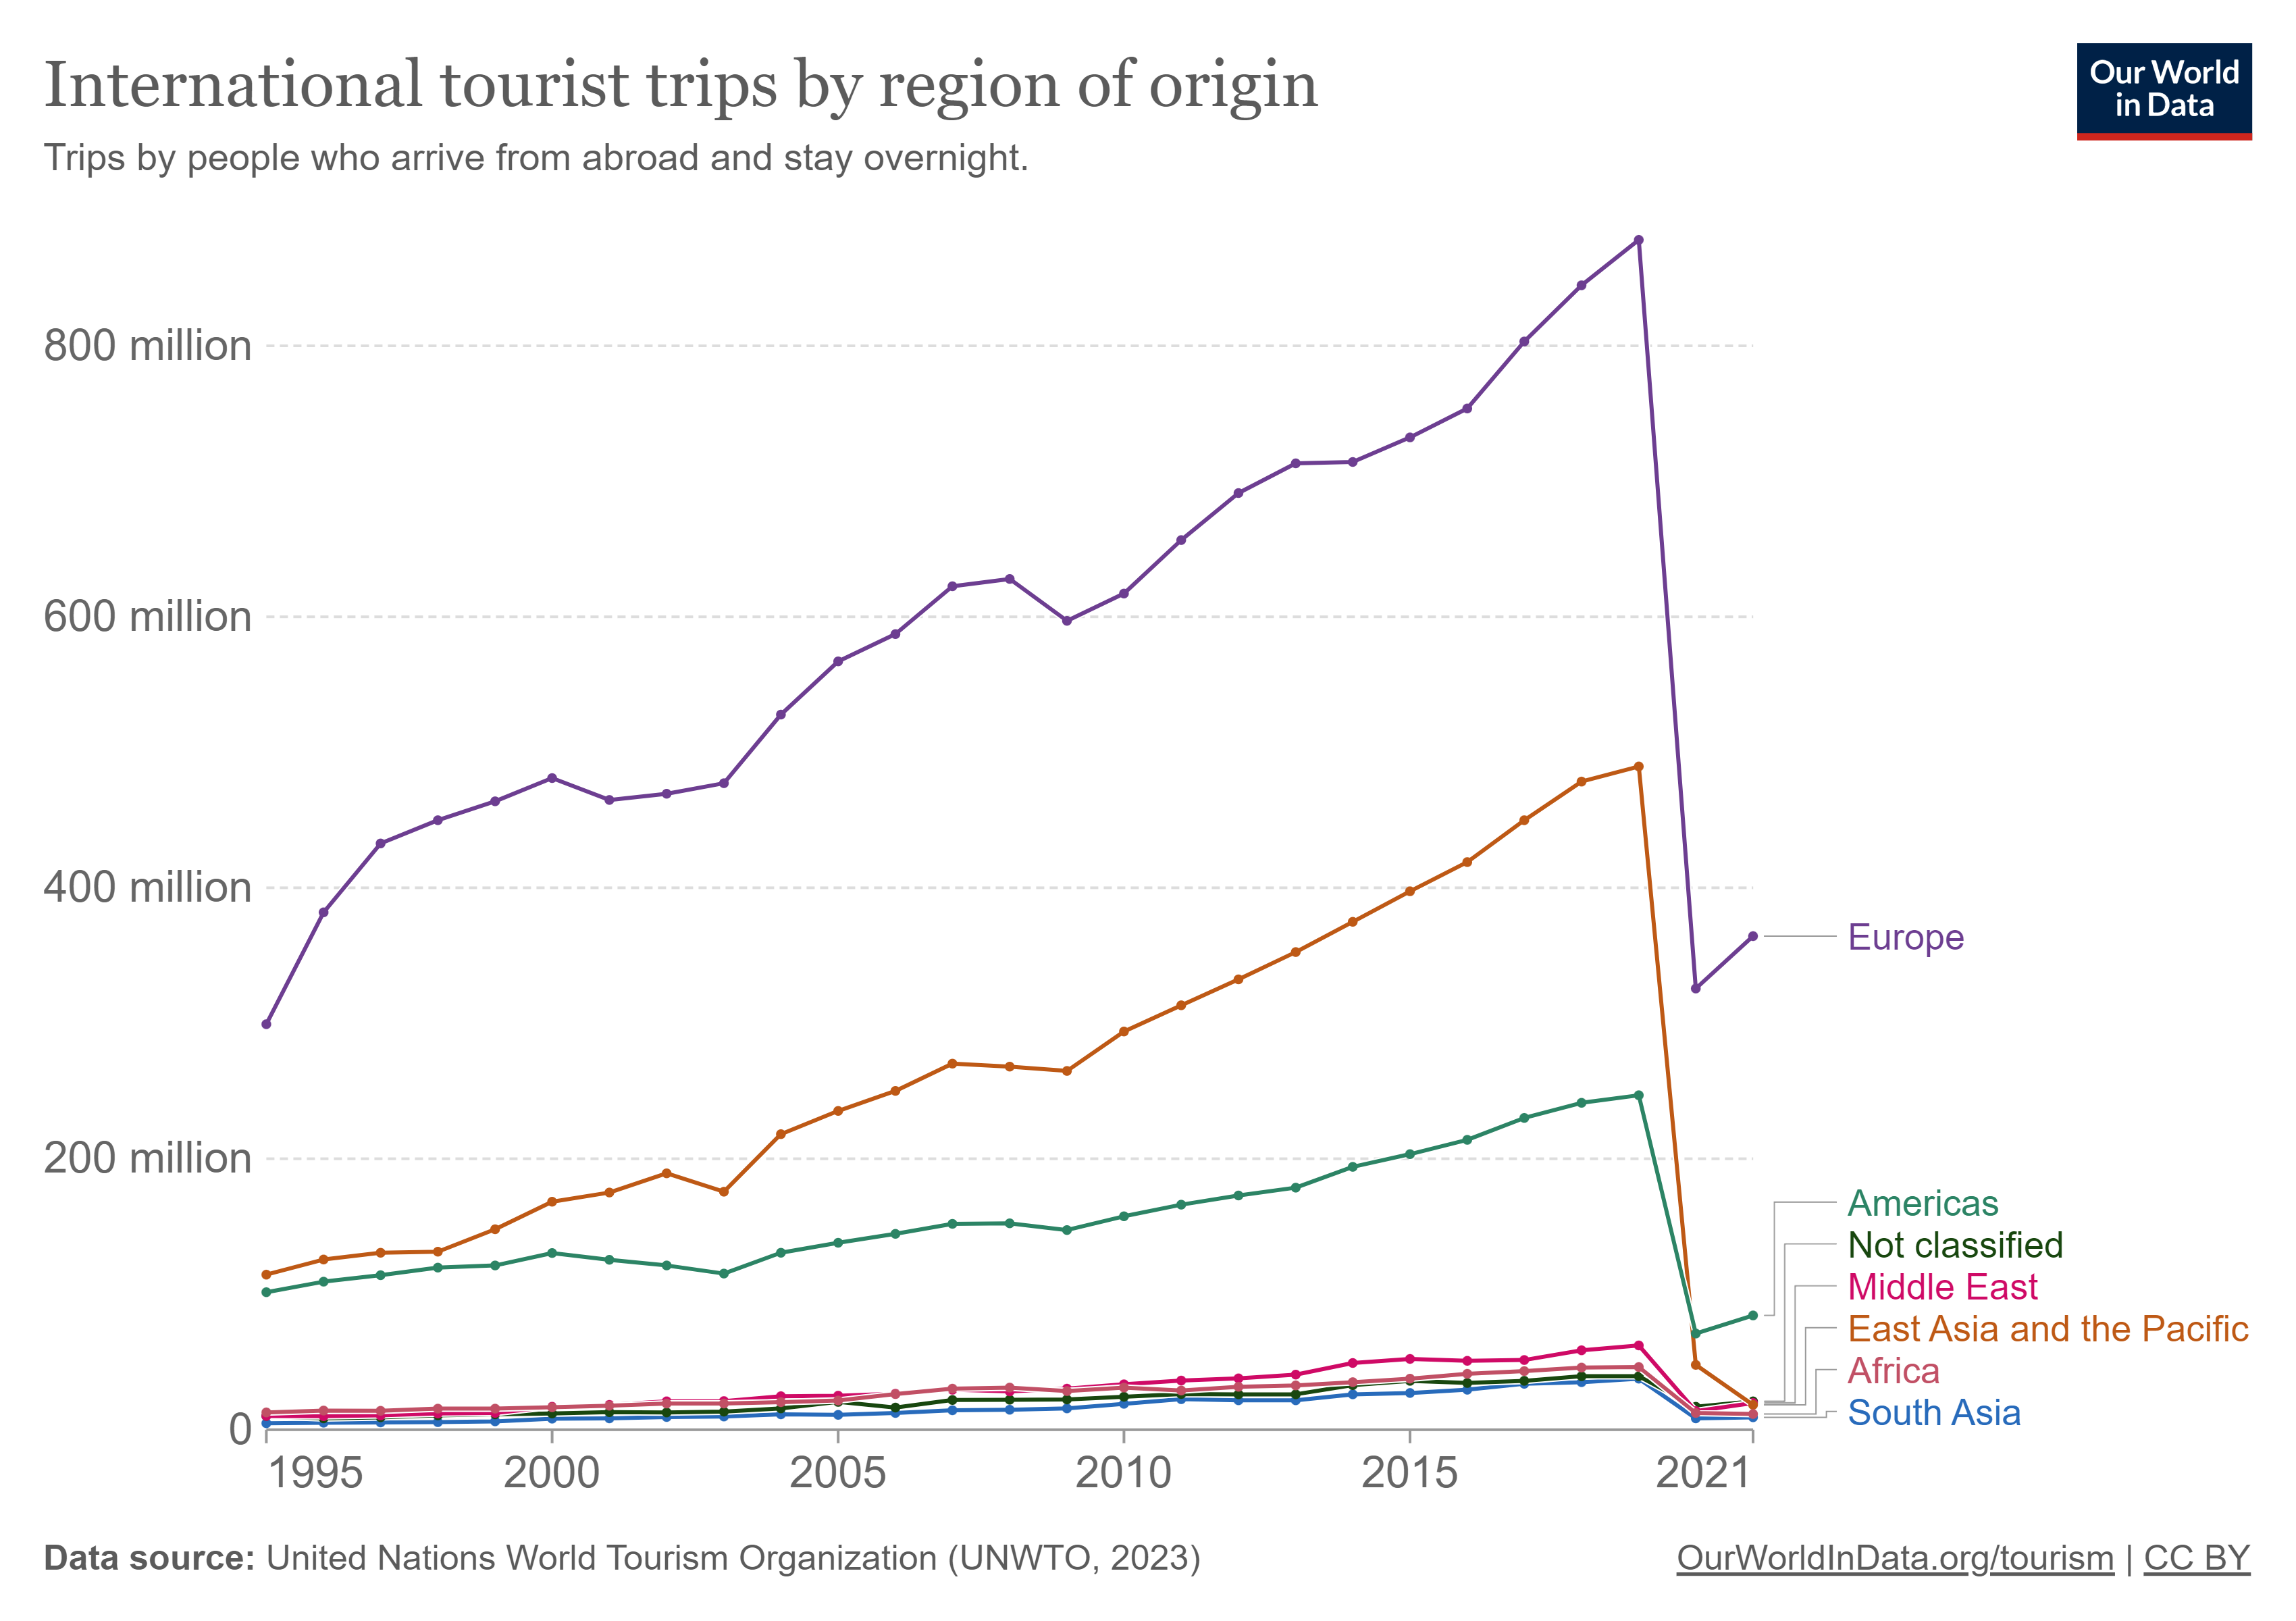 International tourist trips by region of origin
Trips by people who arrive from abroad and stay overnight.
Our World
in Data
800 million
600 million
400 million
200 million
0
1995
2000
2005
2010
2015
2021
Europe
Americas
Not classified
Middle East
East Asia and the Pacific
Africa
South Asia
Data source: United Nations World Tourism Organization (UNWTO, 2023)
OurWorldInData.org/tourism | CC BY